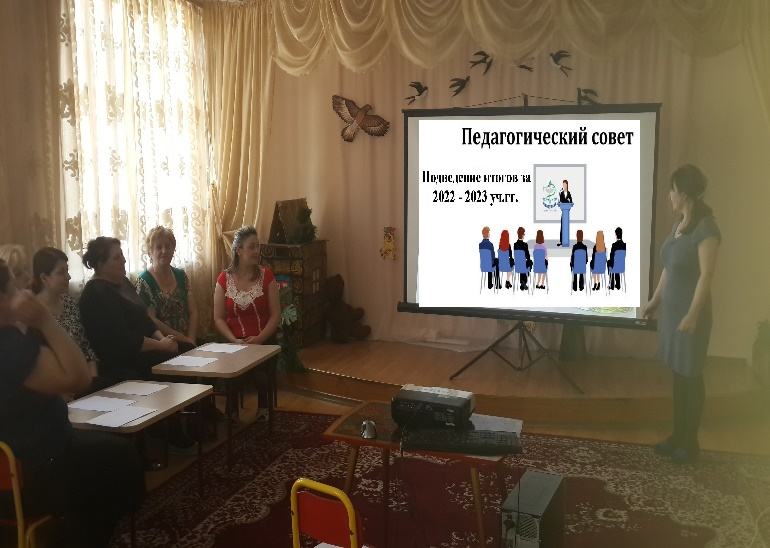 Педагогический совет
Подведение итогов за
2022 - 2023 уч.гг.